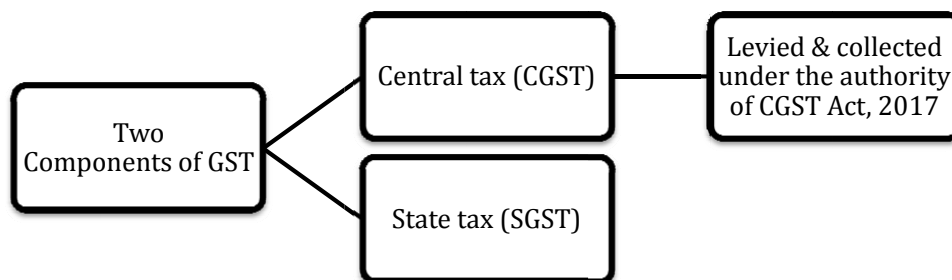 Two
Components of GST
Central tax (CGST)
Levied & collected
under the authority
of CGST Act, 2017
State tax (SGST)